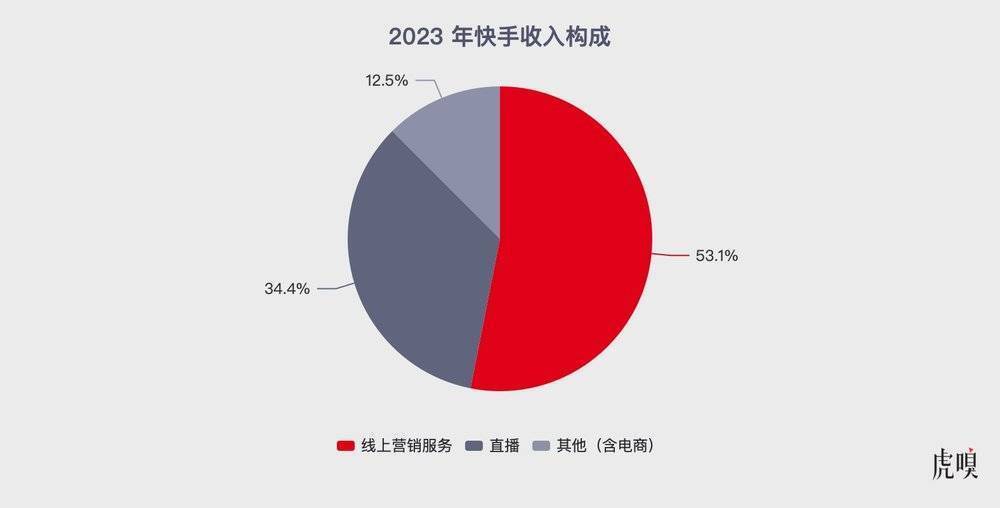 2023 年快手收入构成
12.5%
53.1%
34.4%
线上营销服务 直播 其他（含电商）
虎嗅